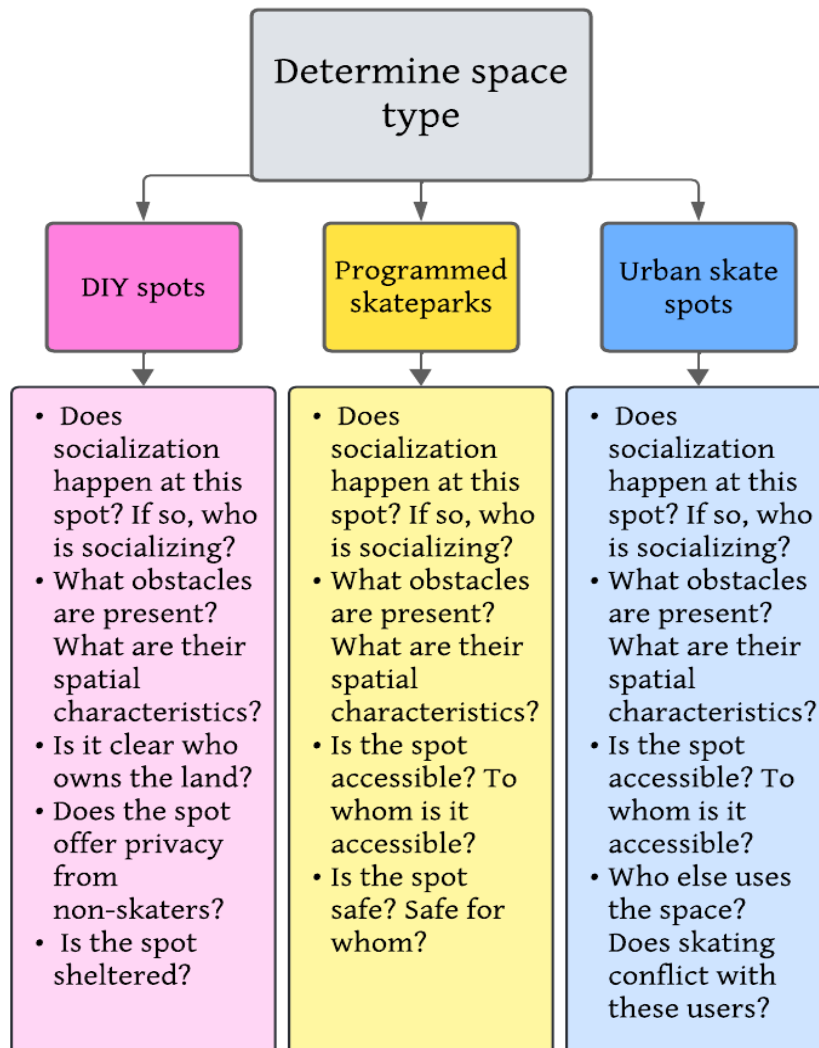 Determine space
type
DIY spots
Programmed
skateparks
Urban skate
spots
• Does
socialization
happen at this
spot? If so, who
is socializing?
• What obstacles
are present?
What are their
spatial
characteristics?
• Is it clear who
owns the land?
• Does the spot
offer privacy
from
non-skaters?
• Is the spot
sheltered?
• Does
socialization
happen at this
spot? If so, who
is socializing?
• What obstacles
are present?
What are their
spatial
characteristics?
• Is the spot
accessible? To
whom is it
accessible?
• Is the spot
safe? Safe for
whom?
• Does
socialization
happen at this
spot? If so, who
is socializing?
• What obstacles
are present?
What are their
spatial
characteristics?
• Is the spot
accessible? To
whom is it
accessible?
• Who else uses
the space?
Does skating
conflict with
these users?